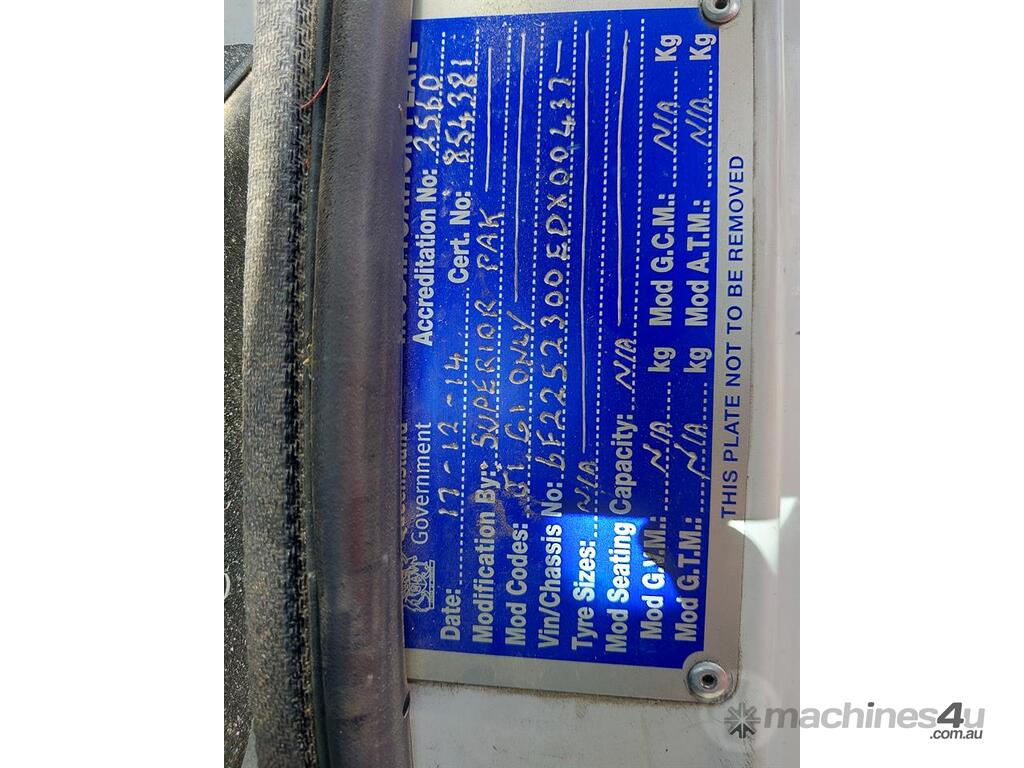 MODIFICATION PLATE
Queensland Government
Accreditation No: 2560
Date: 17-12-14 Cert. No: 854381
Modification By: SUPERIOR PAK
Mod Codes: G1 ONLY
Vin/Chassis No: 6F2252300EDX00437
Tyre Sizes: N/A
Mod Seating Capacity: N/A
Mod G.V.M.: N/A kg Mod G.C.M.: N/A Kg
Mod G.T.M.: N/A kg Mod A.T.M.: N/A Kg
THIS PLATE NOT TO BE REMOVED
machines4u
.com.au